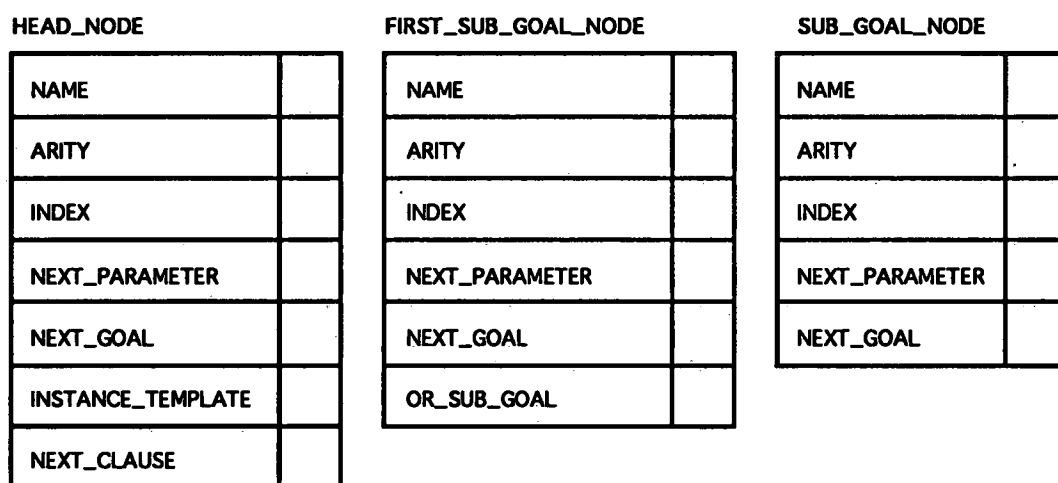 HEAD_NODE
NAME
ARITY
INDEX
NEXT_PARAMETER
NEXT_GOAL
INSTANCE_TEMPLATE
NEXT_CLAUSE
FIRST_SUB_GOAL_NODE
NAME
ARITY
INDEX
NEXT_PARAMETER
NEXT_GOAL
OR_SUB_GOAL
SUB_GOAL_NODE
NAME
ARITY
INDEX
NEXT_PARAMETER
NEXT_GOAL